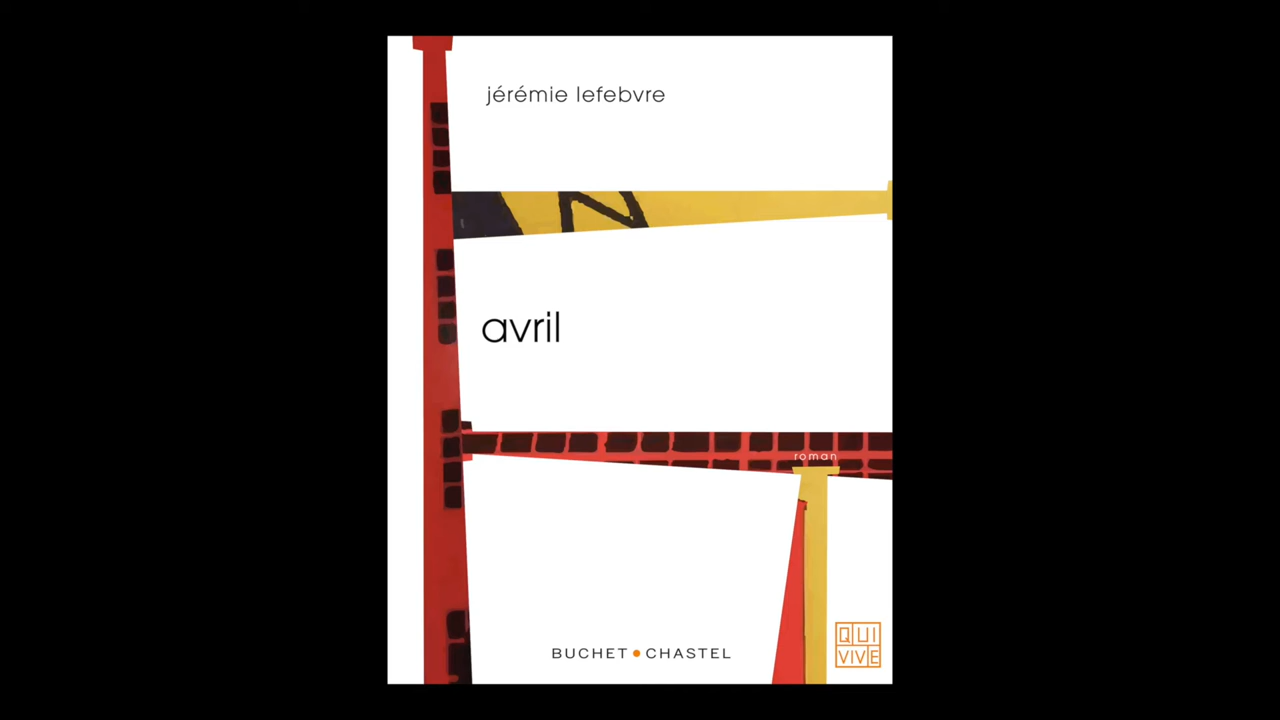 jérémie lefebvre
avril
roman
BUCHET•CHASTEL
QUI
VIVE